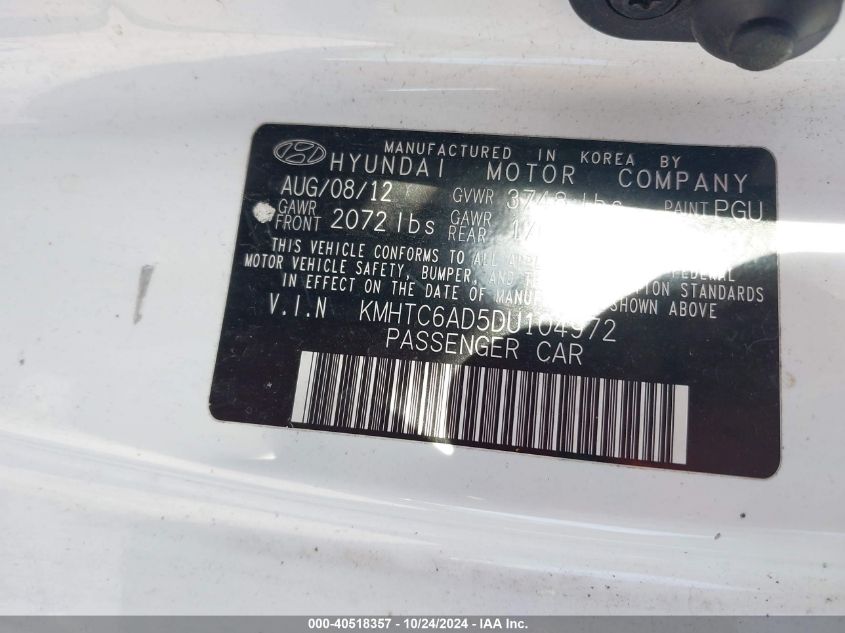 MANUFACTURED IN KOREA BY
HYUNDAI MOTOR COMPANY
AUG/08/12 GVWR 3748 lbs PAINT PGU
GAWR FRONT 2072 lbs GAWR REAR
THIS VEHICLE CONFORMS TO ALL FEDERAL
MOTOR VEHICLE SAFETY, BUMPER, AND STANDARDS
IN EFFECT ON THE DATE OF SHOWN ABOVE
V.I.N KMHTC6AD5DU104972
PASSENGER CAR
000-40518357 - 10/24/2024 - IAA Inc.